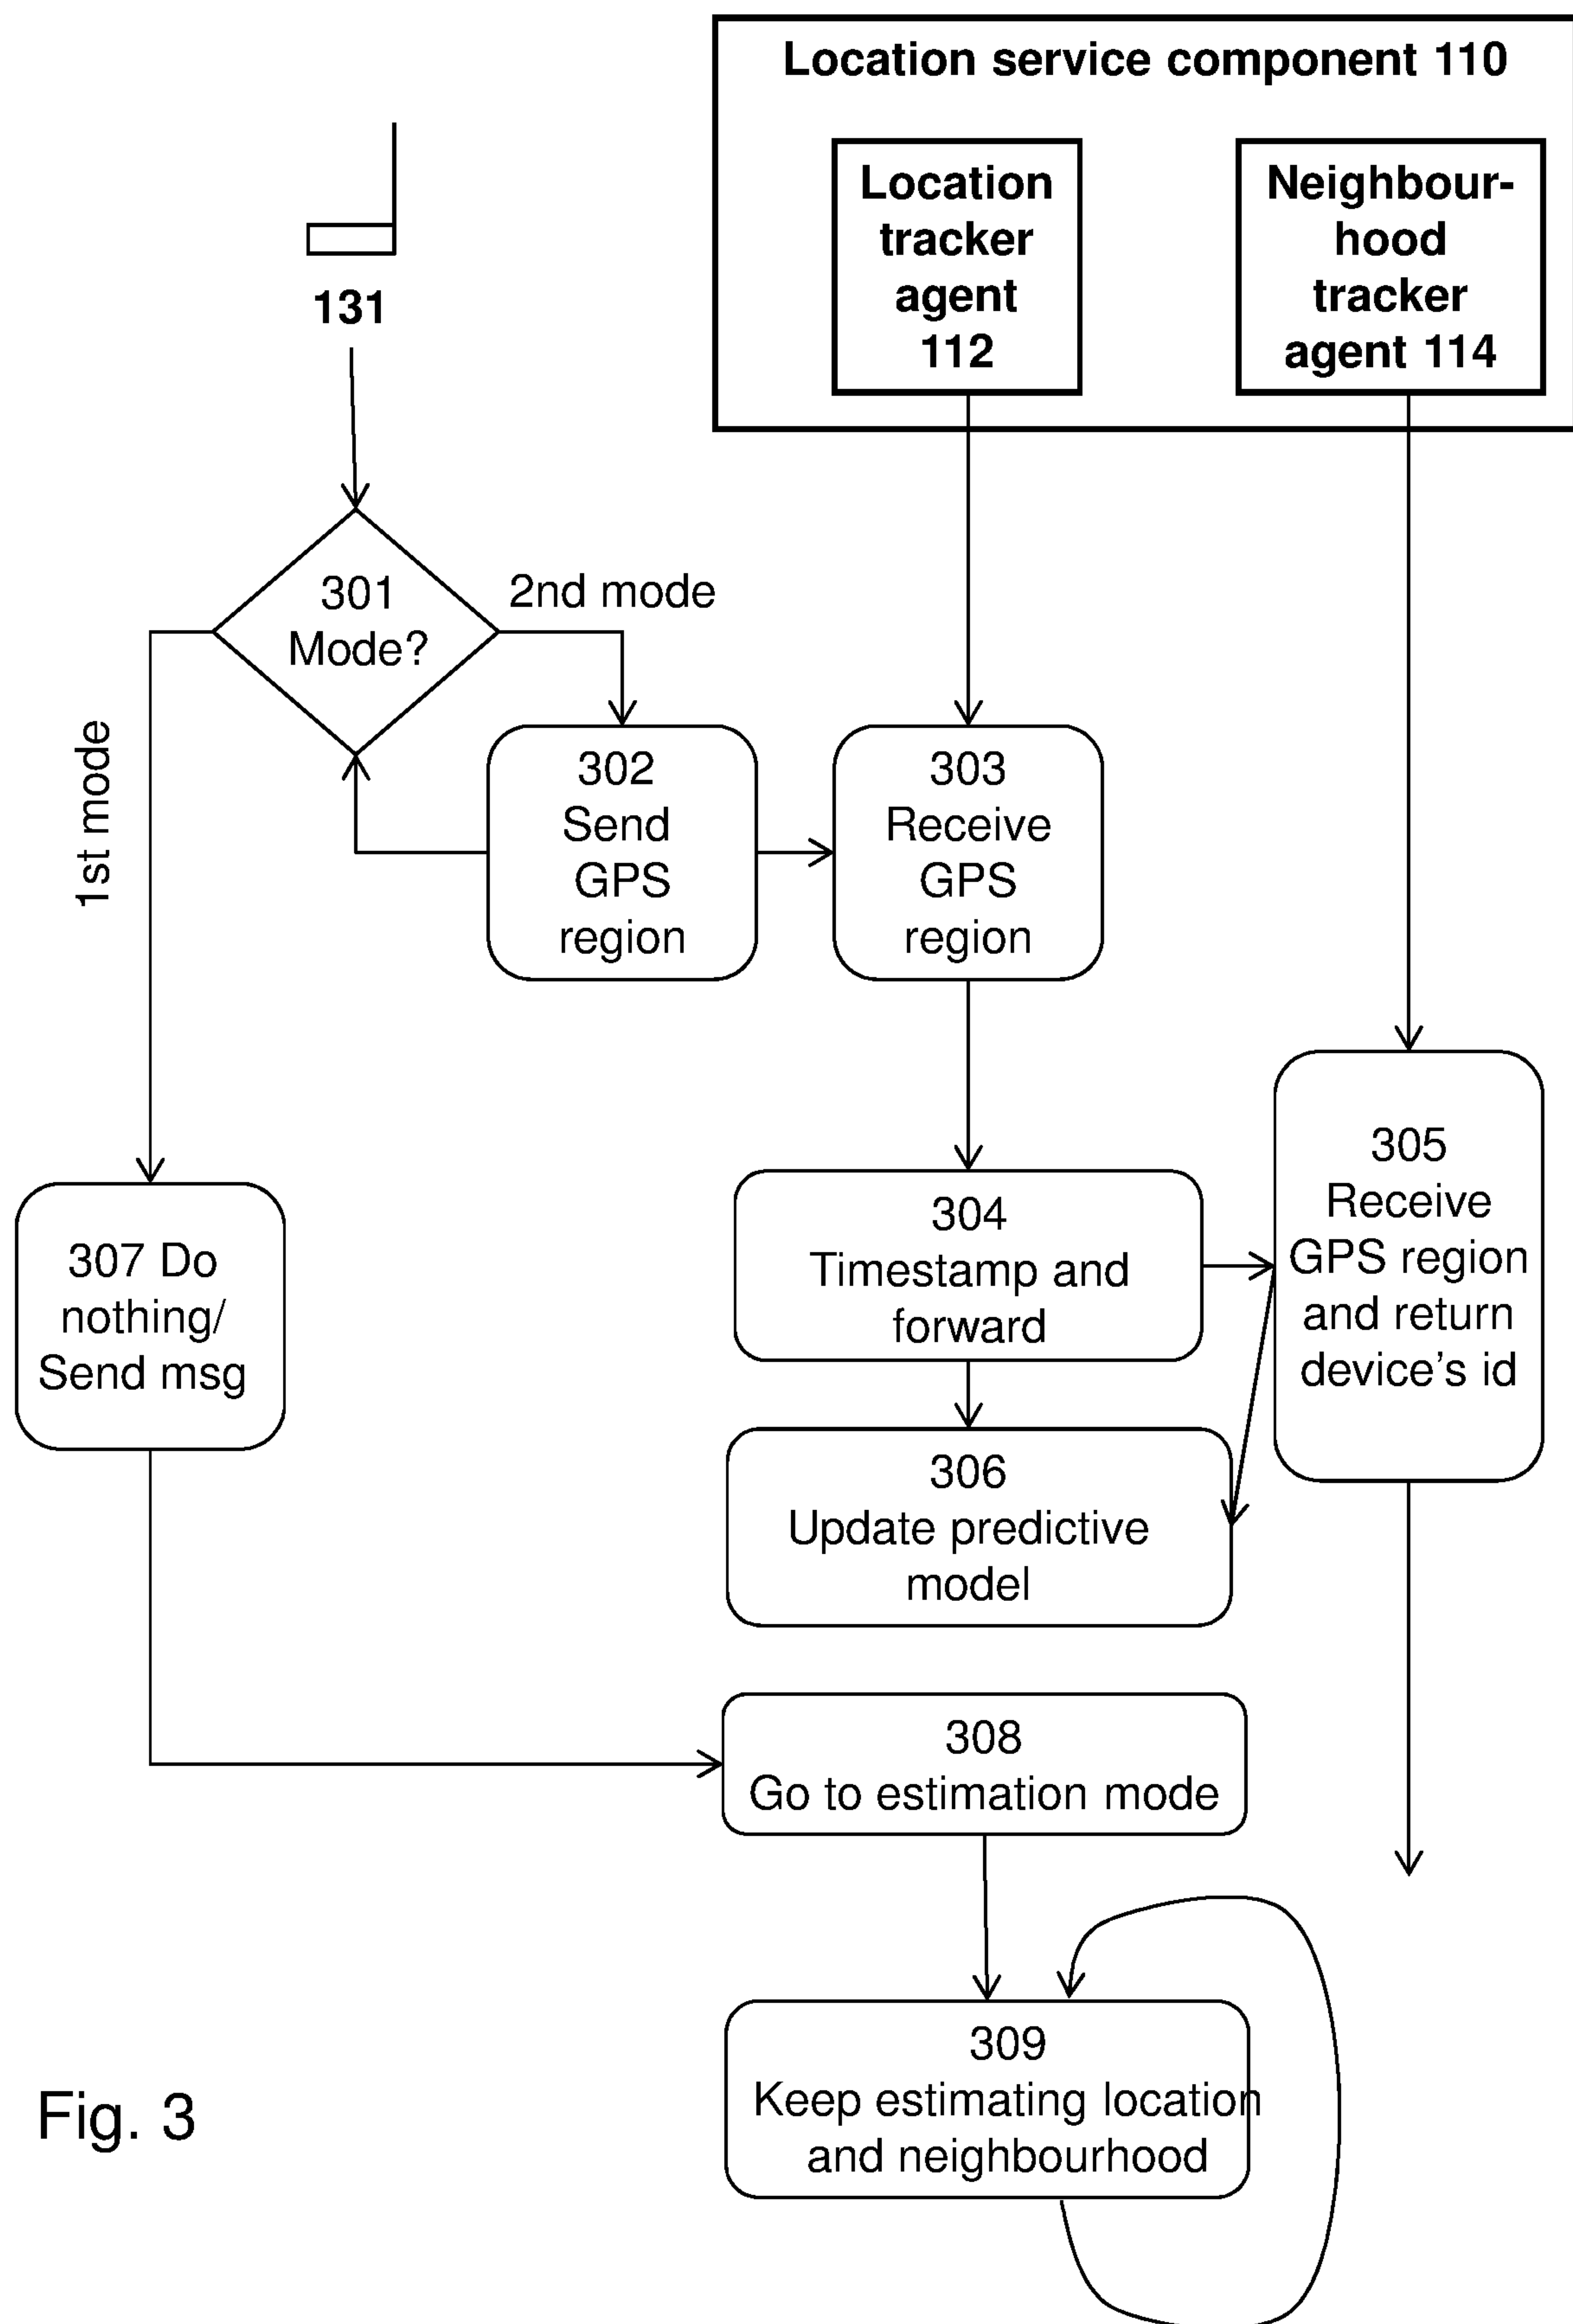 Location service component 110
Location
tracker
agent
112
Neighbour-
hood
tracker
agent 114
131
301
Mode?
2nd mode
1st mode
302
Send
GPS
region
303
Receive
GPS
region
304
Timestamp and
forward
305
Receive
GPS region
and return
device's id
307 Do
nothing/
Send msg
306
Update predictive
model
308
Go to estimation mode
309
Keep estimating location
and neighbourhood
Fig. 3